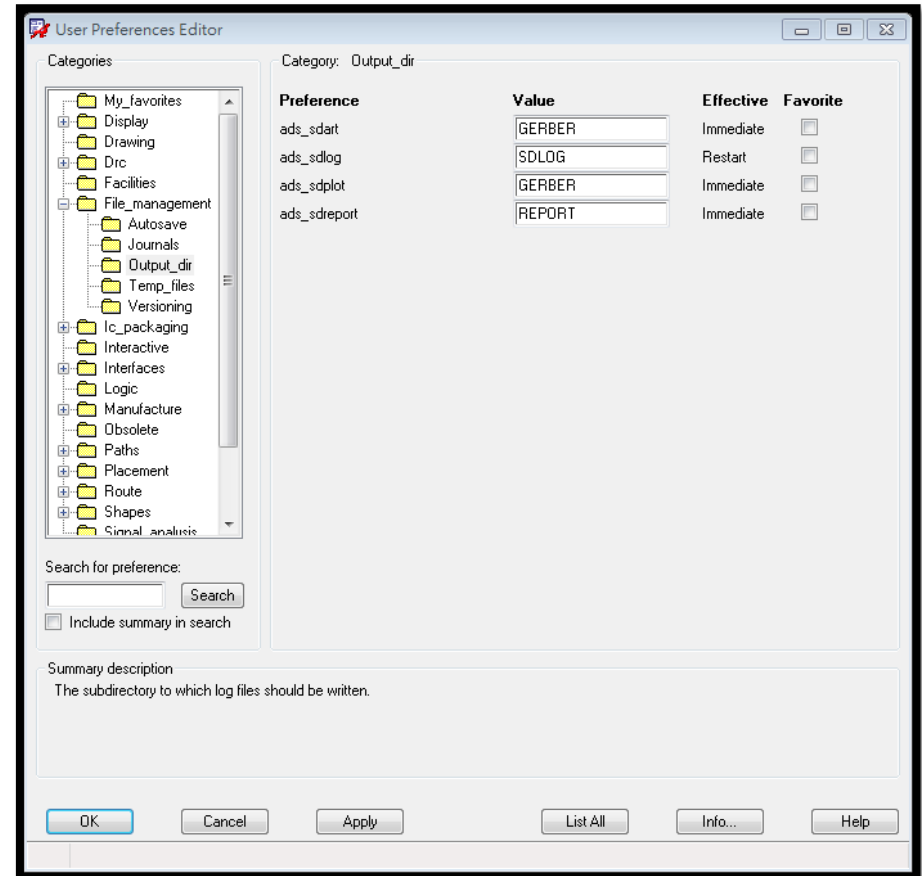 User Preferences Editor
Categories
My_favorites
Display
Drawing
Drc
Facilities
File_management
Autosave
Journals
Output_dir
Temp_files
Versioning
Ic_packaging
Interactive
Interfaces
Logic
Manufacture
Obsolete
Paths
Placement
Route
Shapes
Signal_analysis
Search for preference:
Search
Include summary in search
Category: Output_dir
Preference Value Effective Favorite
ads_sdart GERBER Immediate
ads_sdlog SDLOG Restart
ads_sdplot GERBER Immediate
ads_sdreport REPORT Immediate
Summary description
The subdirectory to which log files should be written.
OK Cancel Apply List All Info... Help